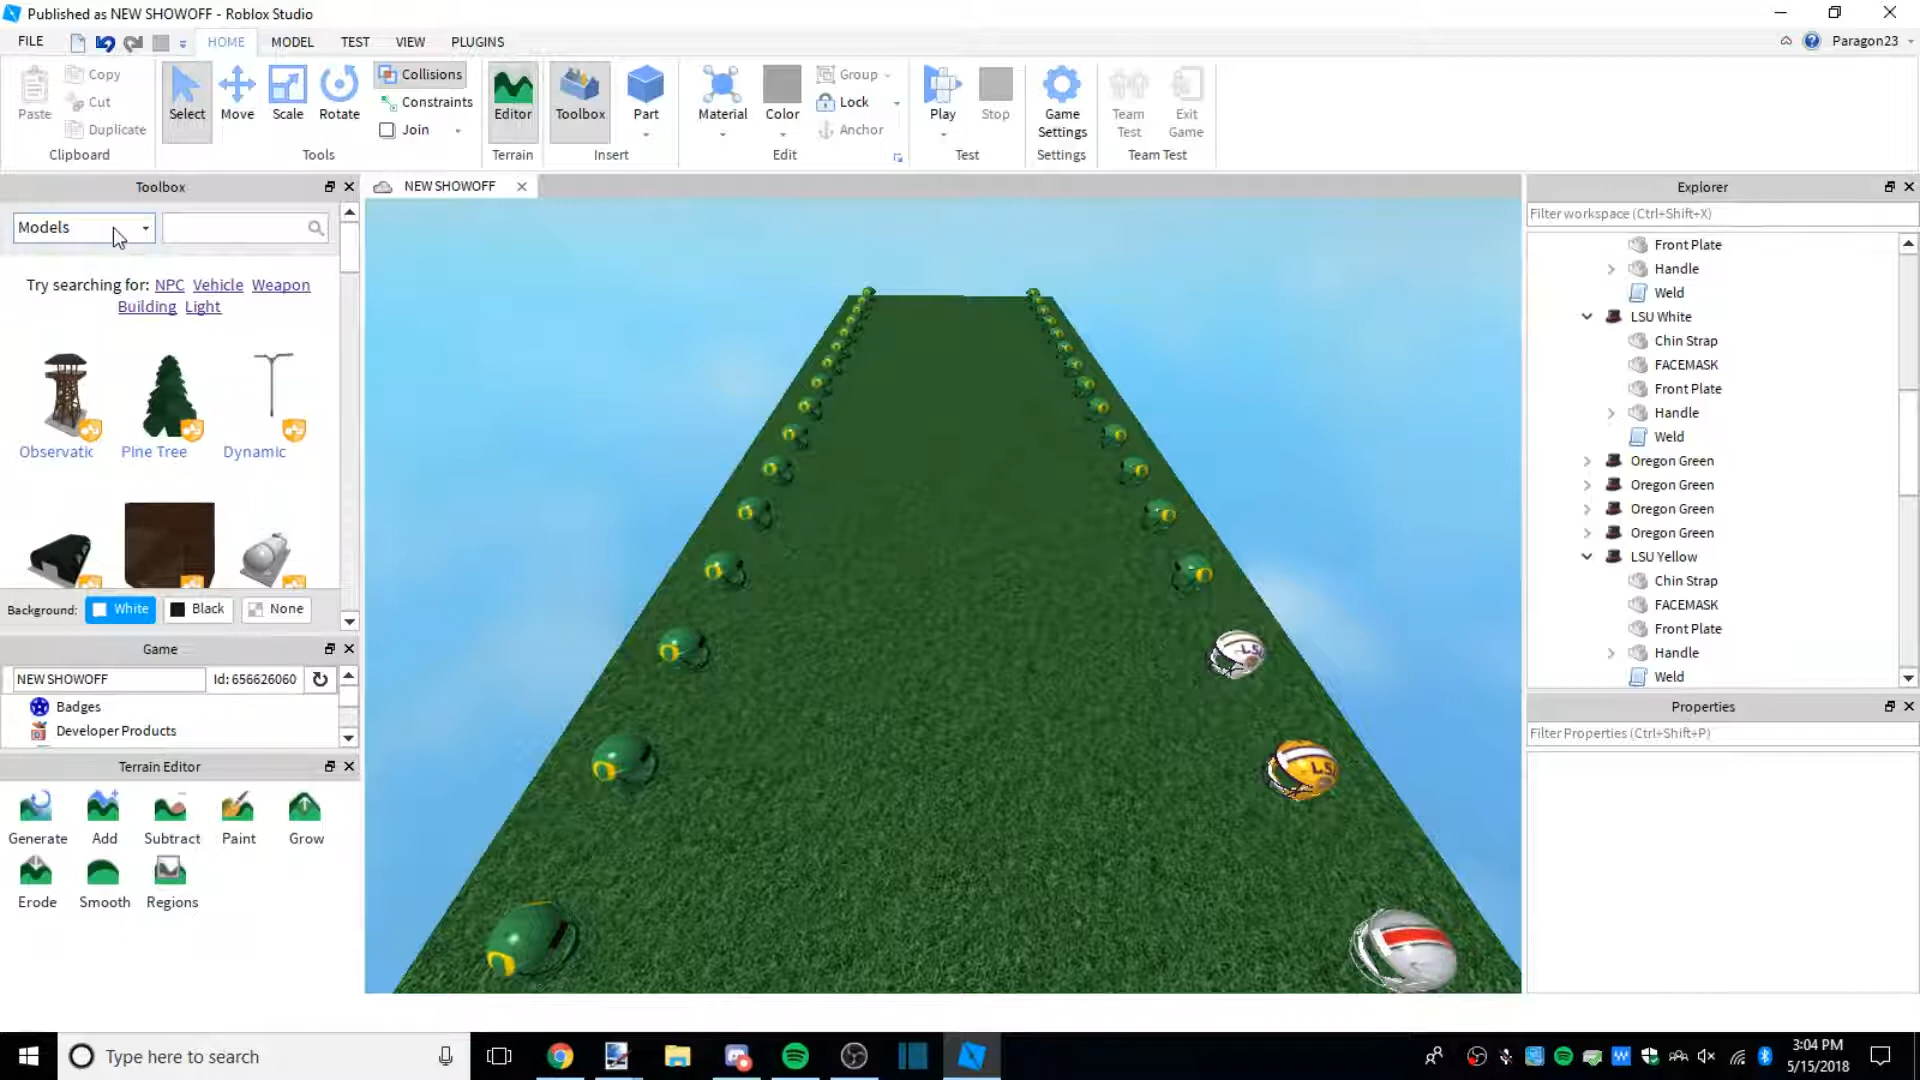 Published as NEW SHOWOFF - Roblox Studio
FILE HOME MODEL TEST VIEW PLUGINS Paragon23
Paste Copy Cut Duplicate Clipboard
Select Move Scale Rotate Collisions Constraints Join Tools
Editor Terrain
Toolbox Part Insert
Material Color Group Lock Anchor Edit
Play Stop Test
Game Settings Settings
Team Test Exit Game Team Test
Toolbox
Models
Try searching for: NPC Vehicle Weapon
Building Light
Observatic Pine Tree Dynamic
Background: White Black None
Game
NEW SHOWOFF Id: 656626060
Badges
Developer Products
Terrain Editor
Generate Add Subtract Paint Grow
Erode Smooth Regions
NEW SHOWOFF
LSU
LS
Explorer
Filter workspace (Ctrl+Shift+X)
Front Plate
Handle
Weld
LSU White
Chin Strap
FACEMASK
Front Plate
Handle
Weld
Oregon Green
Oregon Green
Oregon Green
Oregon Green
LSU Yellow
Chin Strap
FACEMASK
Front Plate
Handle
Weld
Properties
Filter Properties (Ctrl+Shift+P)
Type here to search
3:04 PM
5/15/2018